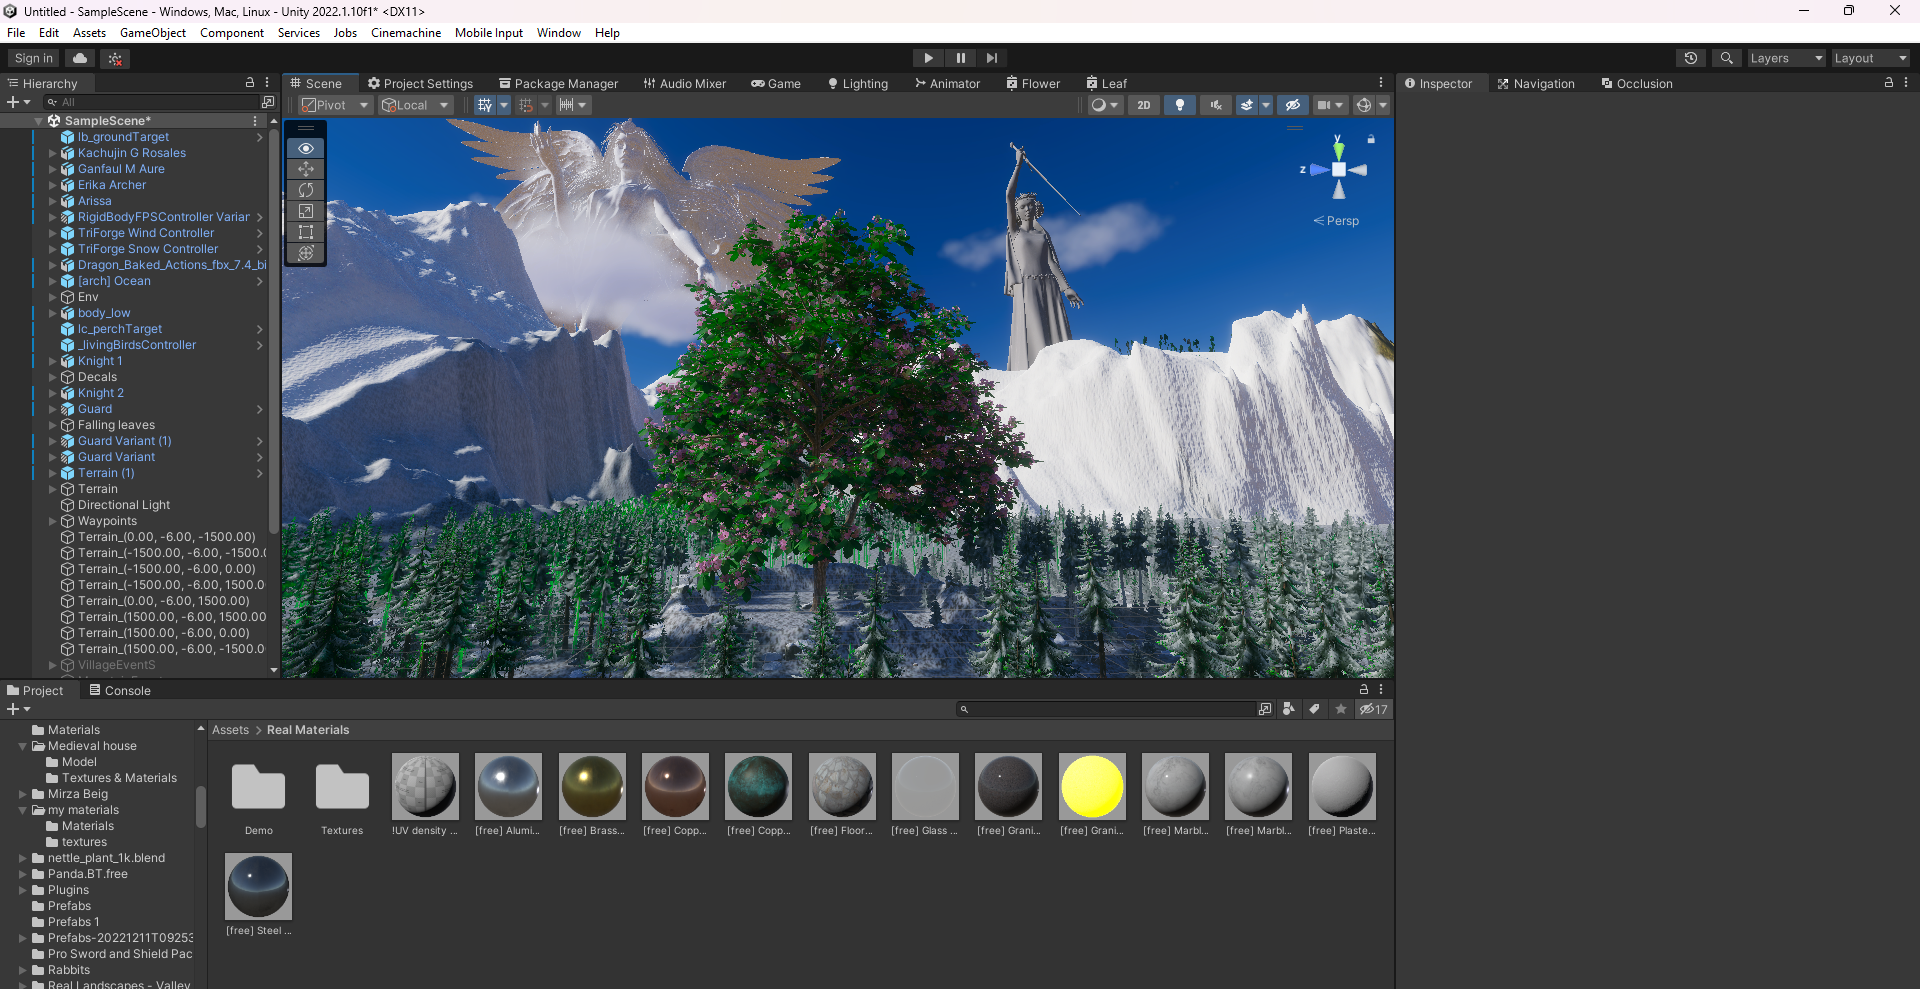 Untitled - SampleScene - Windows, Mac, Linux - Unity 2022.1.10f1* <DX11>
File Edit Assets GameObject Component Services Jobs Cinemachine Mobile Input Window Help
Sign in
Layers
Layout
Hierarchy
Scene
Project Settings
Package Manager
Audio Mixer
Game
Lighting
Animator
Flower
Leaf
Inspector
Navigation
Occlusion
All
Pivot
Local
2D
SampleScene*
lb_groundTarget
Kachujin G Rosales
Ganfaul M Aure
Erika Archer
Arissa
RigidBodyFPSController Varian
TriForge Wind Controller
TriForge Snow Controller
Dragon_Baked_Actions_fbx_7.4_bi
[arch] Ocean
Env
body_low
lc_perchTarget
_livingBirdsController
Knight 1
Decals
Knight 2
Guard
Falling leaves
Guard Variant (1)
Guard Variant
Terrain (1)
Terrain
Directional Light
Waypoints
Terrain_(0.00, -6.00, -1500.00)
Terrain_(-1500.00, -6.00, -1500.(
Terrain_(-1500.00, -6.00, 0.00)
Terrain_(-1500.00, -6.00, 1500.0
Terrain_(0.00, -6.00, 1500.00)
Terrain_(1500.00, -6.00, 1500.00
Terrain_(1500.00, -6.00, 0.00)
Terrain_(1500.00, -6.00, -1500.0
VillageEventS
y
z
Persp
Project
Console
17
Materials
Medieval house
Model
Textures & Materials
Mirza Beig
my materials
Materials
textures
nettle_plant_1k.blend
Panda.BT.free
Plugins
Prefabs
Prefabs 1
Prefabs-20221211T09253
Pro Sword and Shield Pac
Rabbits
Real Landscapes - Valley
Assets > Real Materials
Demo
Textures
!UV density ...
[free] Alumi...
[free] Brass...
[free] Copp...
[free] Copp...
[free] Floor...
[free] Glass ...
[free] Grani...
[free] Grani...
[free] Marbl...
[free] Marbl...
[free] Plaste...
[free] Steel ...